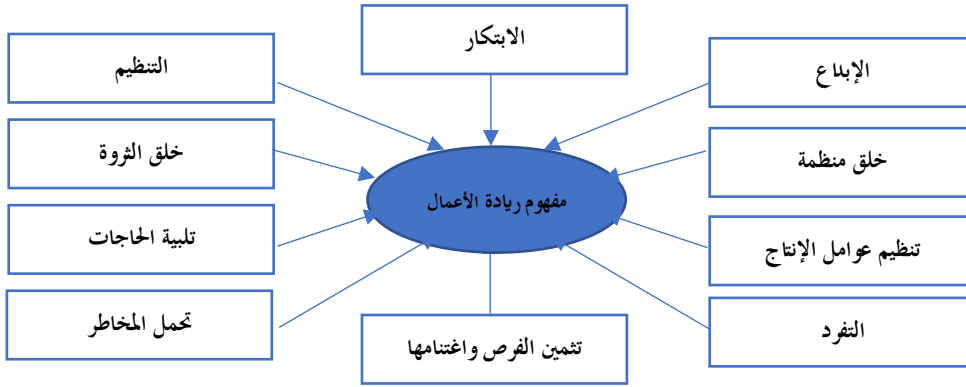 الابتكار
الإبداع
التنظيم
خلق منظمة
خلق الثروة
مفهوم ريادة الأعمال
تنظيم عوامل الإنتاج
تلبية الحاجات
التفرد
تحمل المخاطر
تثمين الفرص واغتنامها